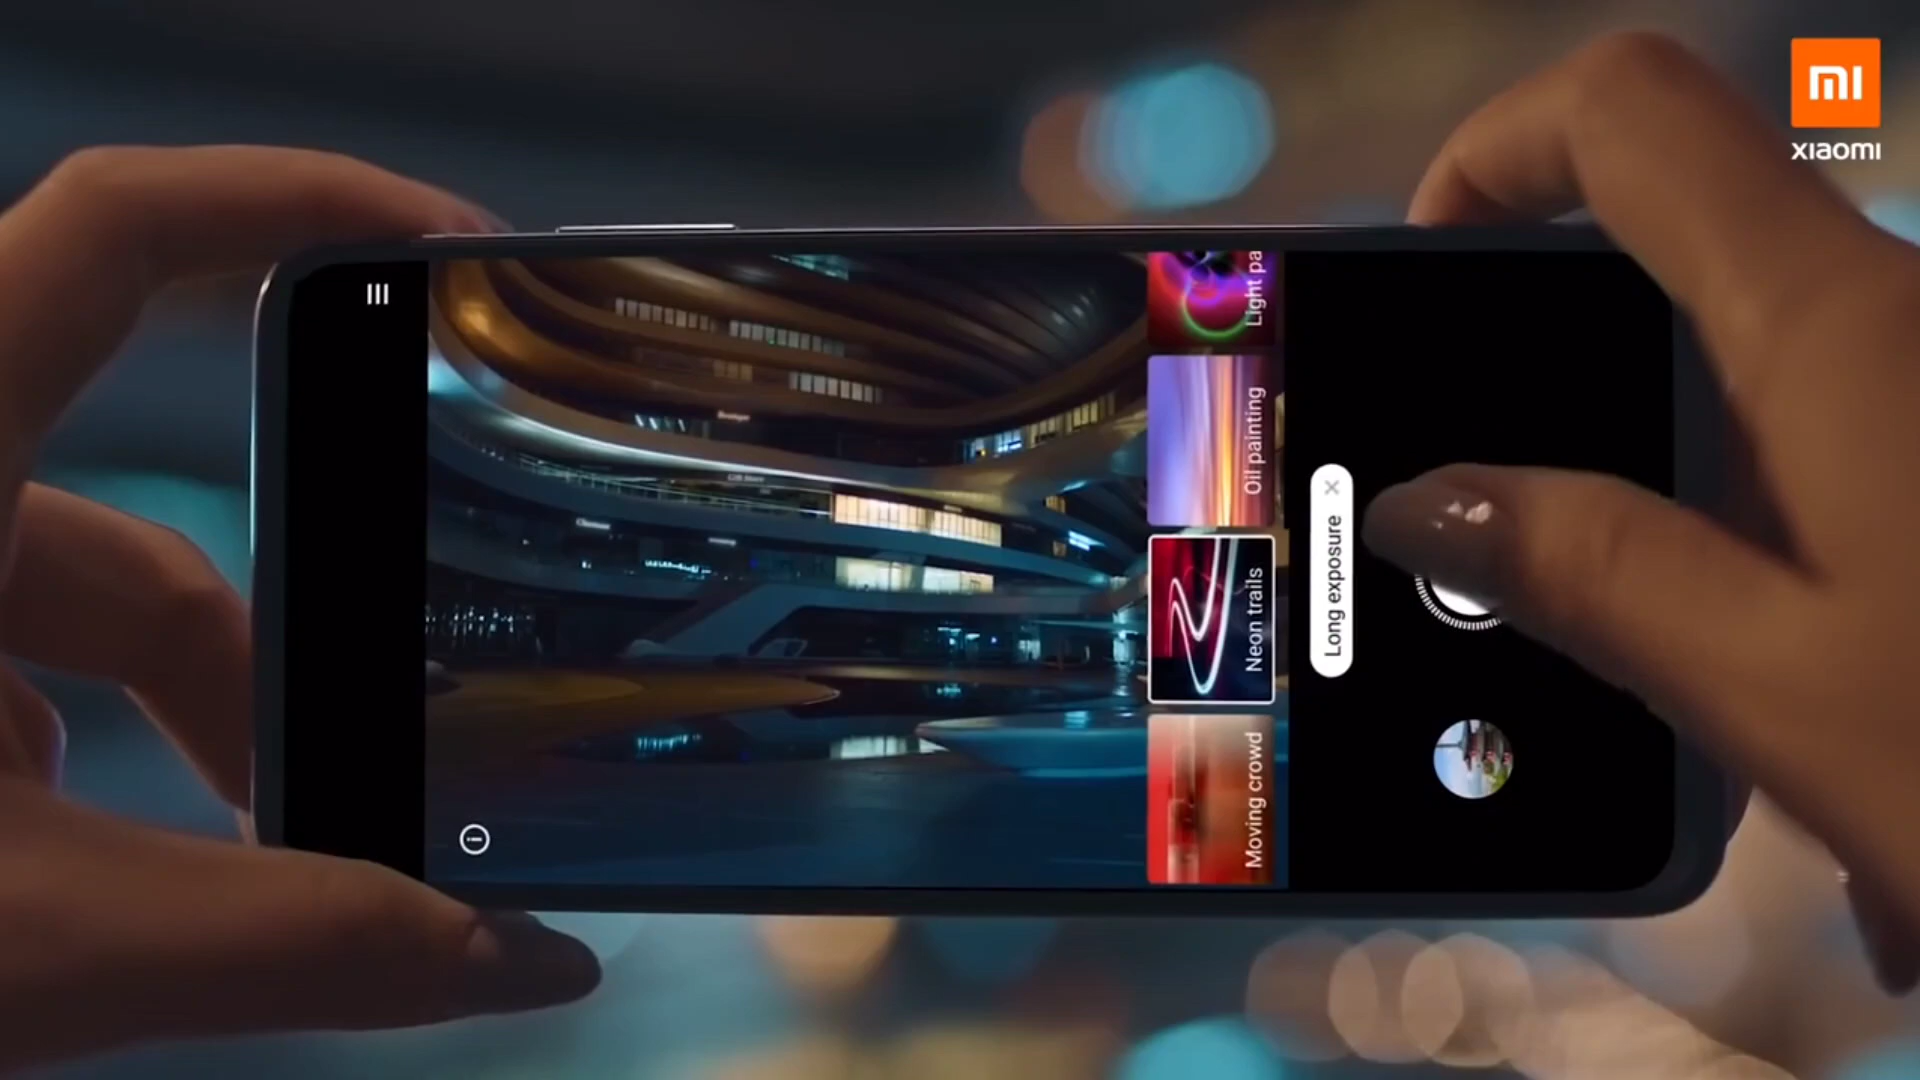 mi
xiaomi
Light pa
Oil painting
Neon trails
Moving crowd
Long exposure